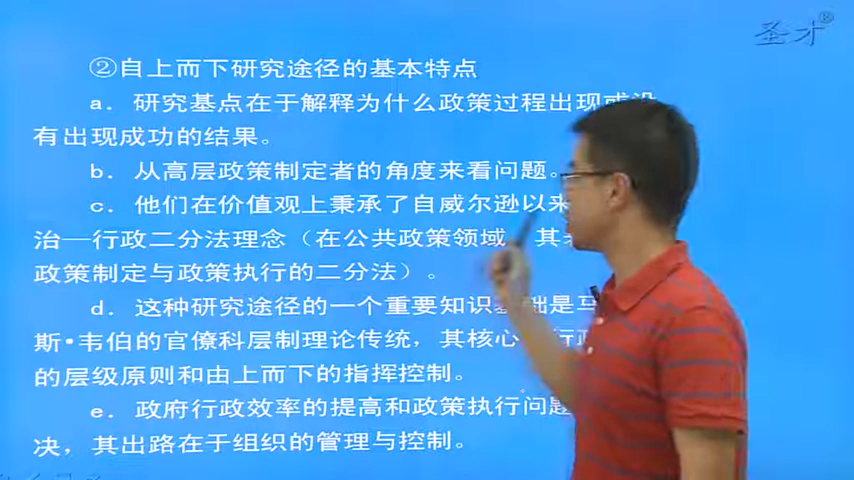 圣才®
②自上而下研究途径的基本特点
a．研究基点在于解释为什么政策过程出现或没
有出现成功的结果。
b．从高层政策制定者的角度来看问题。
c．他们在价值观上秉承了自威尔逊以来
治—行政二分法理念（在公共政策领域，其
政策制定与政策执行的二分法）。
d．这种研究途径的一个重要知识基础是马
斯·韦伯的官僚科层制理论传统，其核心 行政
的层级原则和由上而下的指挥控制。
e．政府行政效率的提高和政策执行问题
决，其出路在于组织的管理与控制。